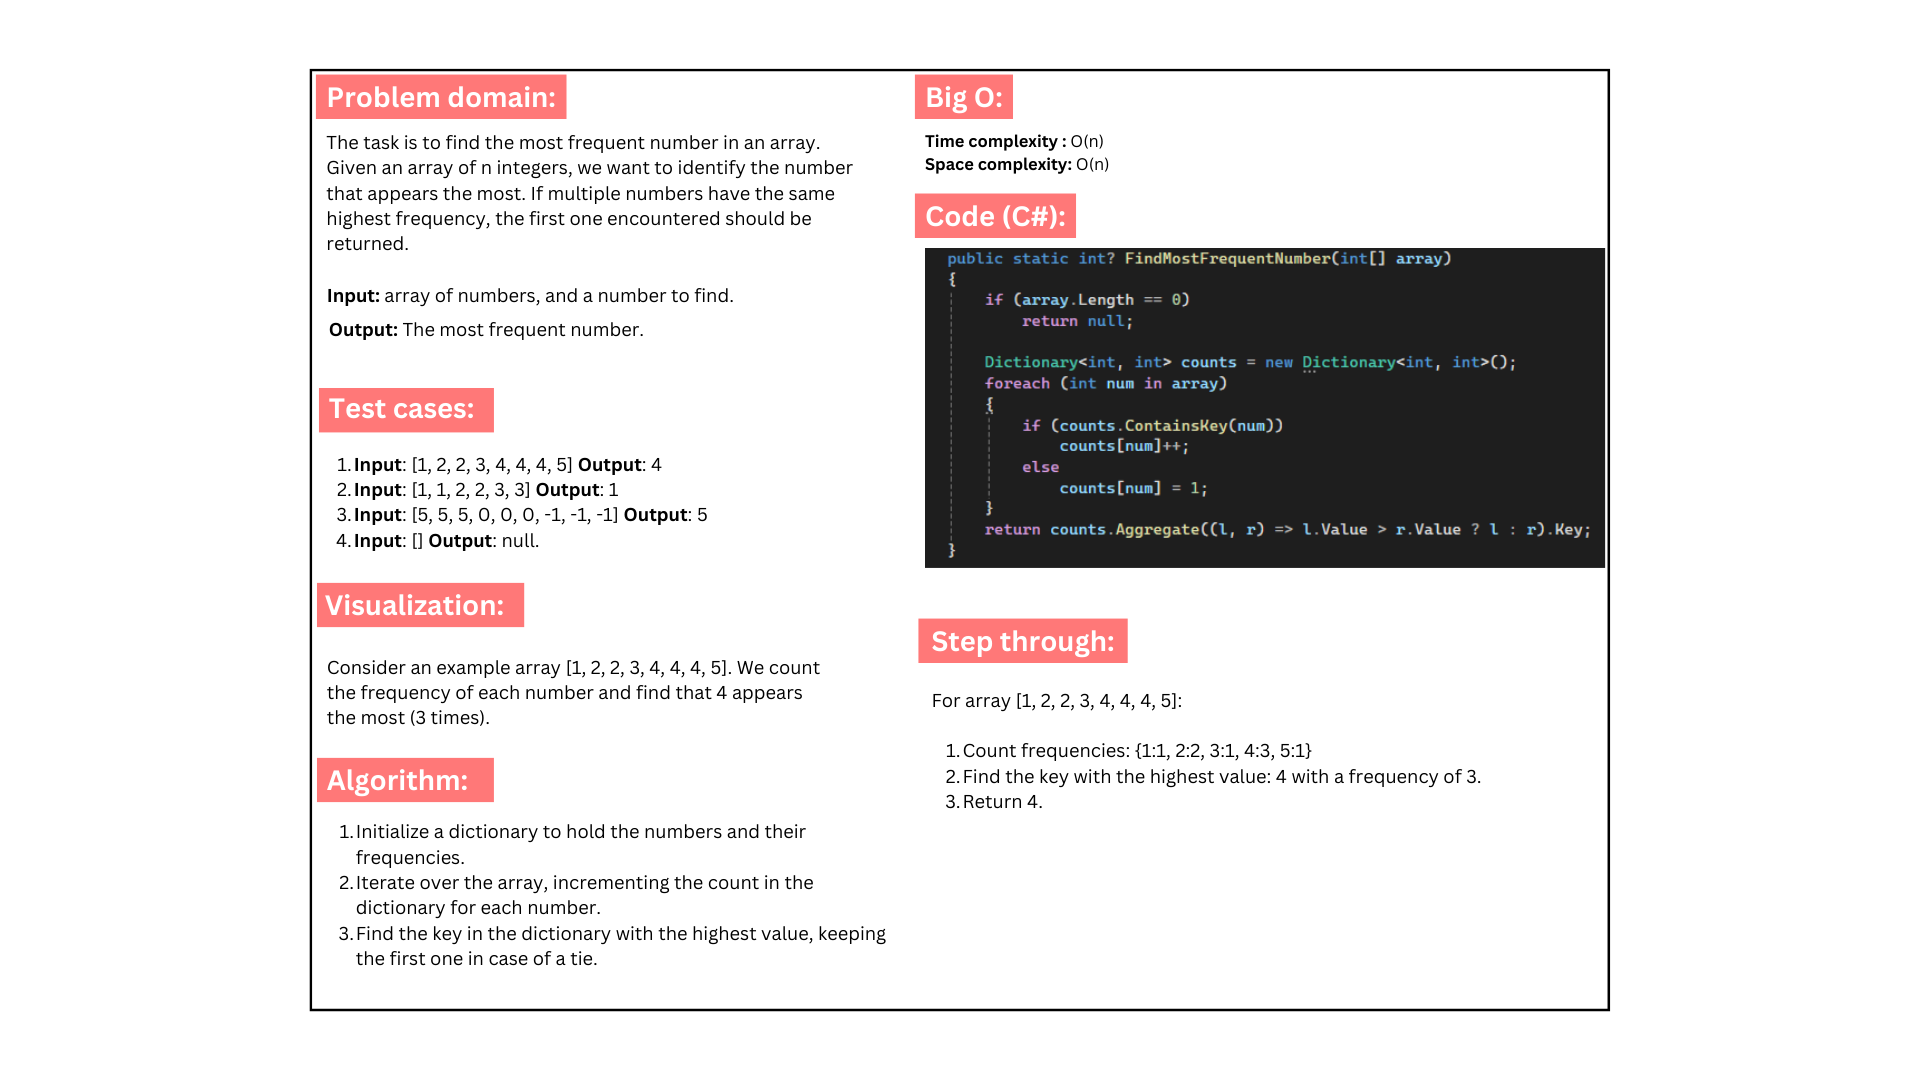 Problem domain:
The task is to find the most frequent number in an array.
Given an array of n integers, we want to identify the number
that appears the most. If multiple numbers have the same
highest frequency, the first one encountered should be
returned.
Input: array of numbers, and a number to find.
Output: The most frequent number.
Test cases:
1. Input: [1, 2, 2, 3, 4, 4, 4, 5] Output: 4
2. Input: [1, 1, 2, 2, 3, 3] Output: 1
3. Input: [5, 5, 5, 0, 0, 0, -1, -1, -1] Output: 5
4. Input: [] Output: null.
Visualization:
Consider an example array [1, 2, 2, 3, 4, 4, 4, 5]. We count
the frequency of each number and find that 4 appears
the most (3 times).
Algorithm:
1. Initialize a dictionary to hold the numbers and their
frequencies.
2. Iterate over the array, incrementing the count in the
dictionary for each number.
3. Find the key in the dictionary with the highest value, keeping
the first one in case of a tie.
Big O:
Time complexity : O(n)
Space complexity: O(n)
Code (C#):
public static int? FindMostFrequentNumber(int[] array)
{
if (array.Length == 0)
return null;
Dictionary<int, int> counts = new Dictionary<int, int>();
foreach (int num in array)
{
if (counts.ContainsKey(num))
counts[num]++;
else
counts[num] = 1;
}
return counts.Aggregate((l, r) => l.Value > r.Value ? l : r).Key;
}
Step through:
For array [1, 2, 2, 3, 4, 4, 4, 5]:
1. Count frequencies: {1:1, 2:2, 3:1, 4:3, 5:1}
2. Find the key with the highest value: 4 with a frequency of 3.
3. Return 4.